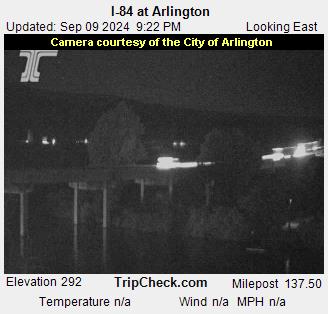 I-84 at Arlington
Updated: Sep 09 2024 9:22 PM Looking East
Camera courtesy of the City of Arlington
Elevation 292 TripCheck.com Milepost 137.50
Temperature n/a Wind n/a MPH n/a